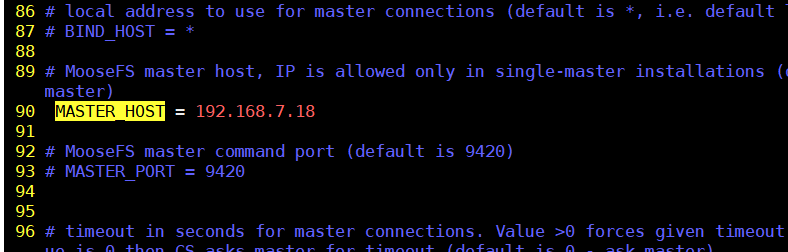 86 # local address to use for master connections (default is *, i.e. default
87 # BIND_HOST = *
88
89 # MooseFS master host, IP is allowed only in single-master installations (
master)
90 MASTER_HOST = 192.168.7.18
91
92 # MooseFS master command port (default is 9420)
93 # MASTER_PORT = 9420
94
95
96 # timeout in seconds for master connections. Value >0 forces given timeout
ue is 0 then CS asks master for timeout (default is 0 - ask master)